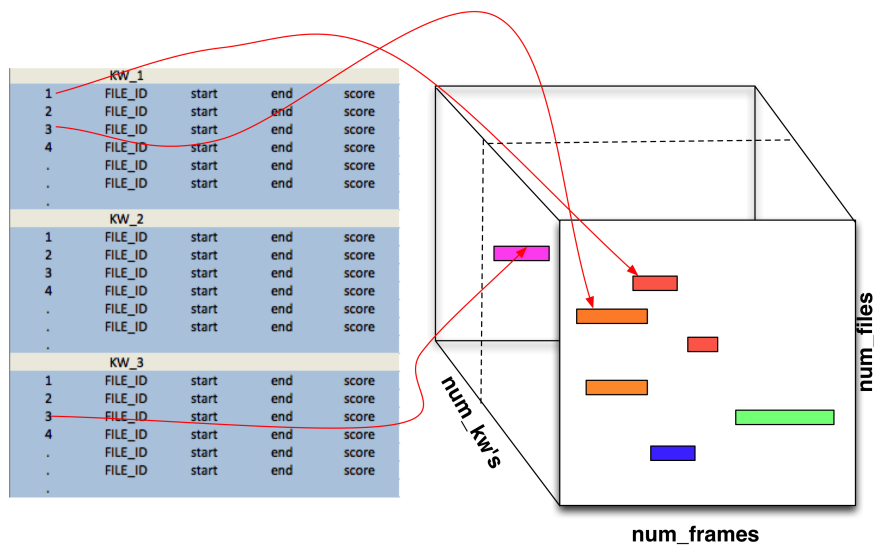 KW_1
1 FILE_ID start end score
2 FILE_ID start end score
3 FILE_ID start end score
4 FILE_ID start end score
. FILE_ID start end score
. FILE_ID start end score
.
KW_2
1 FILE_ID start end score
2 FILE_ID start end score
3 FILE_ID start end score
4 FILE_ID start end score
. FILE_ID start end score
. FILE_ID start end score
.
KW_3
1 FILE_ID start end score
2 FILE_ID start end score
3 FILE_ID start end score
4 FILE_ID start end score
. FILE_ID start end score
. FILE_ID start end score
.
num_kw's
num_files
num_frames